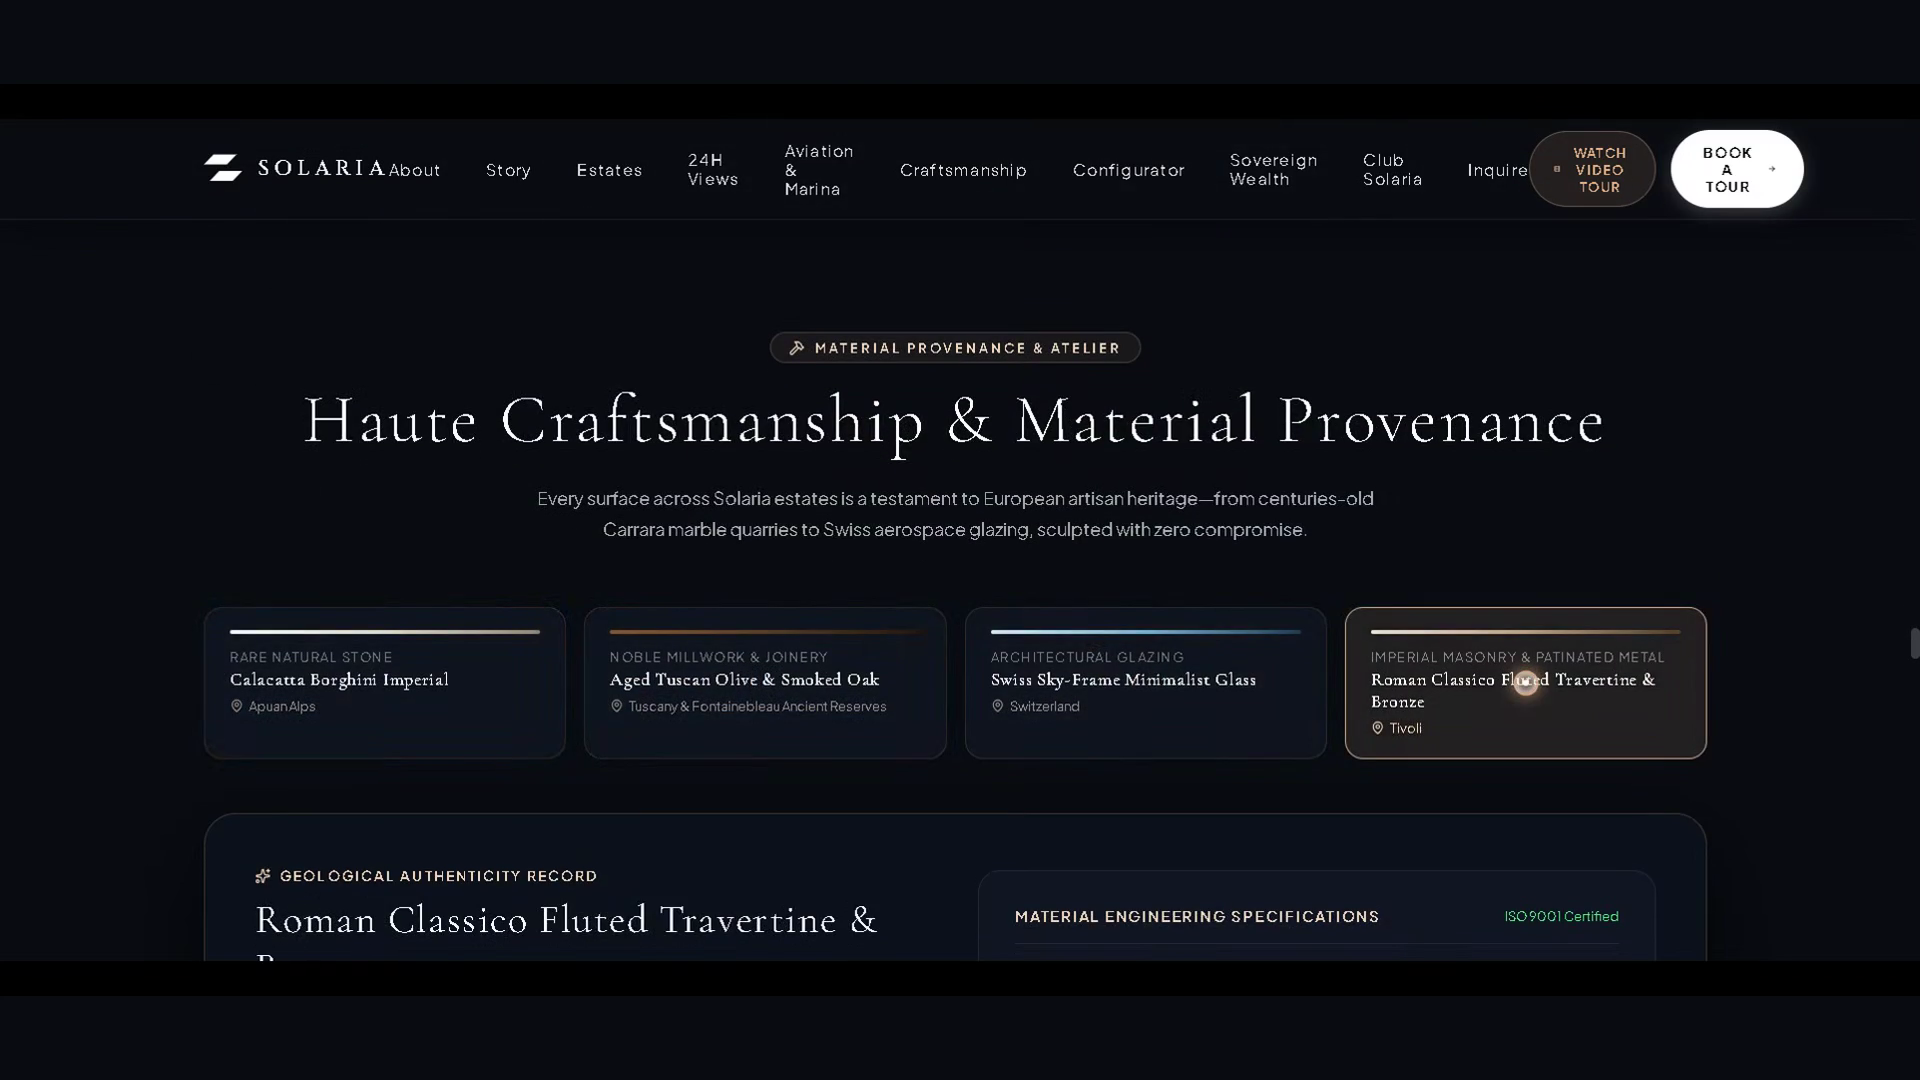 SOLARIA
About
Story
Estates
24H
Views
Aviation
&
Marina
Craftsmanship
Configurator
Sovereign
Wealth
Club
Solaria
Inquire
WATCH
VIDEO
TOUR
BOOK
A
TOUR
MATERIAL PROVENANCE & ATELIER
Haute Craftsmanship & Material Provenance
Every surface across Solaria estates is a testament to European artisan heritage—from centuries-old
Carrara marble quarries to Swiss aerospace glazing, sculpted with zero compromise.
RARE NATURAL STONE
Calacatta Borghini Imperial
Apuan Alps
NOBLE MILLWORK & JOINERY
Aged Tuscan Olive & Smoked Oak
Tuscany & Fontainebleau Ancient Reserves
ARCHITECTURAL GLAZING
Swiss Sky-Frame Minimalist Glass
Switzerland
IMPERIAL MASONRY & PATINATED METAL
Roman Classico Fluted Travertine &
Bronze
Tivoli
GEOLOGICAL AUTHENTICITY RECORD
Roman Classico Fluted Travertine &
MATERIAL ENGINEERING SPECIFICATIONS
ISO 9001 Certified